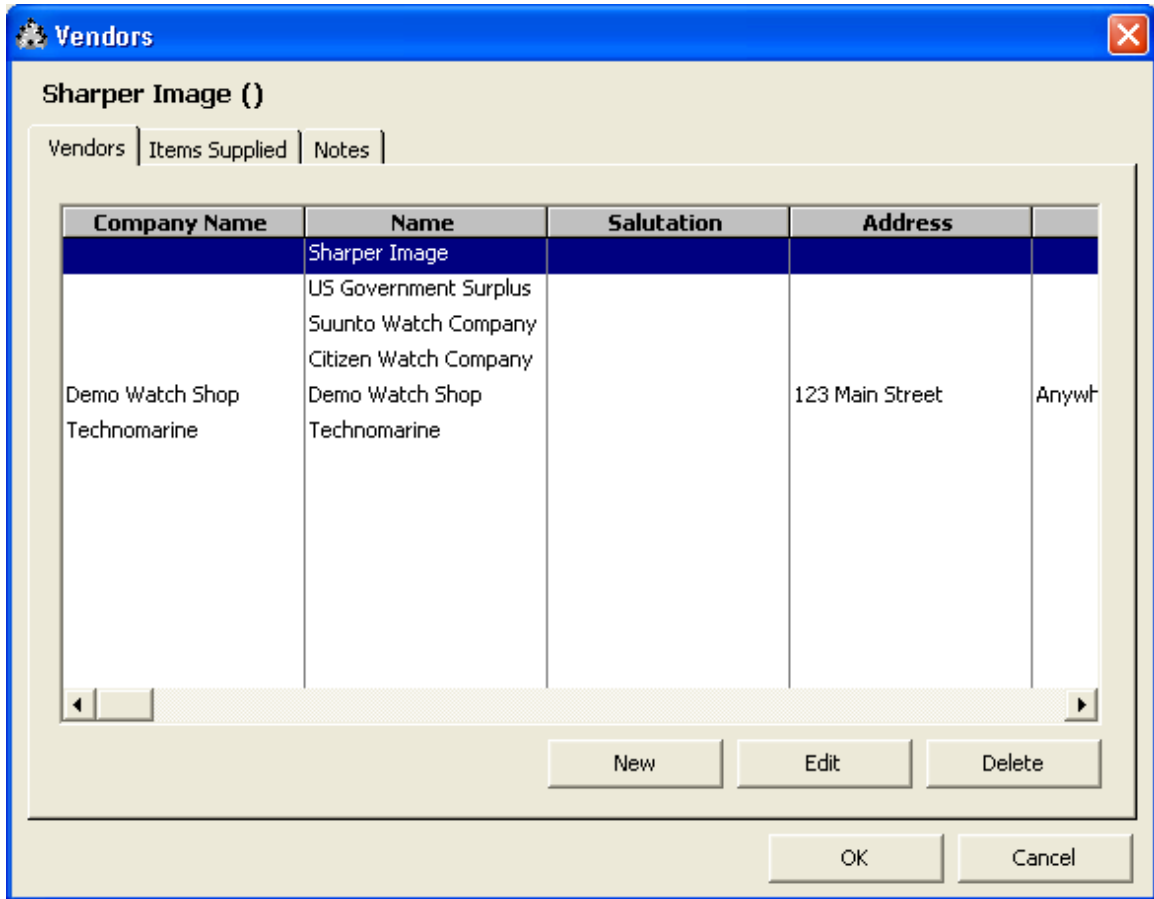 Vendors
Sharper Image ()
Vendors Items Supplied Notes
Company Name Name Salutation Address
Sharper Image
US Government Surplus
Suunto Watch Company
Citizen Watch Company
Demo Watch Shop Demo Watch Shop 123 Main Street
Technomarine Technomarine
New Edit Delete
OK Cancel